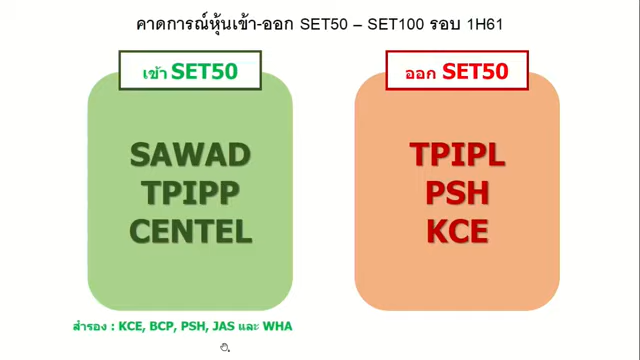 คาดการณ์หุ้นเข้า-ออก SET50 – SET100 รอบ 1H61
เข้า SET50
SAWAD
TPIPP
CENTEL
สำรอง : KCE, BCP, PSH, JAS และ WHA
ออก SET50
TPIPL
PSH
KCE